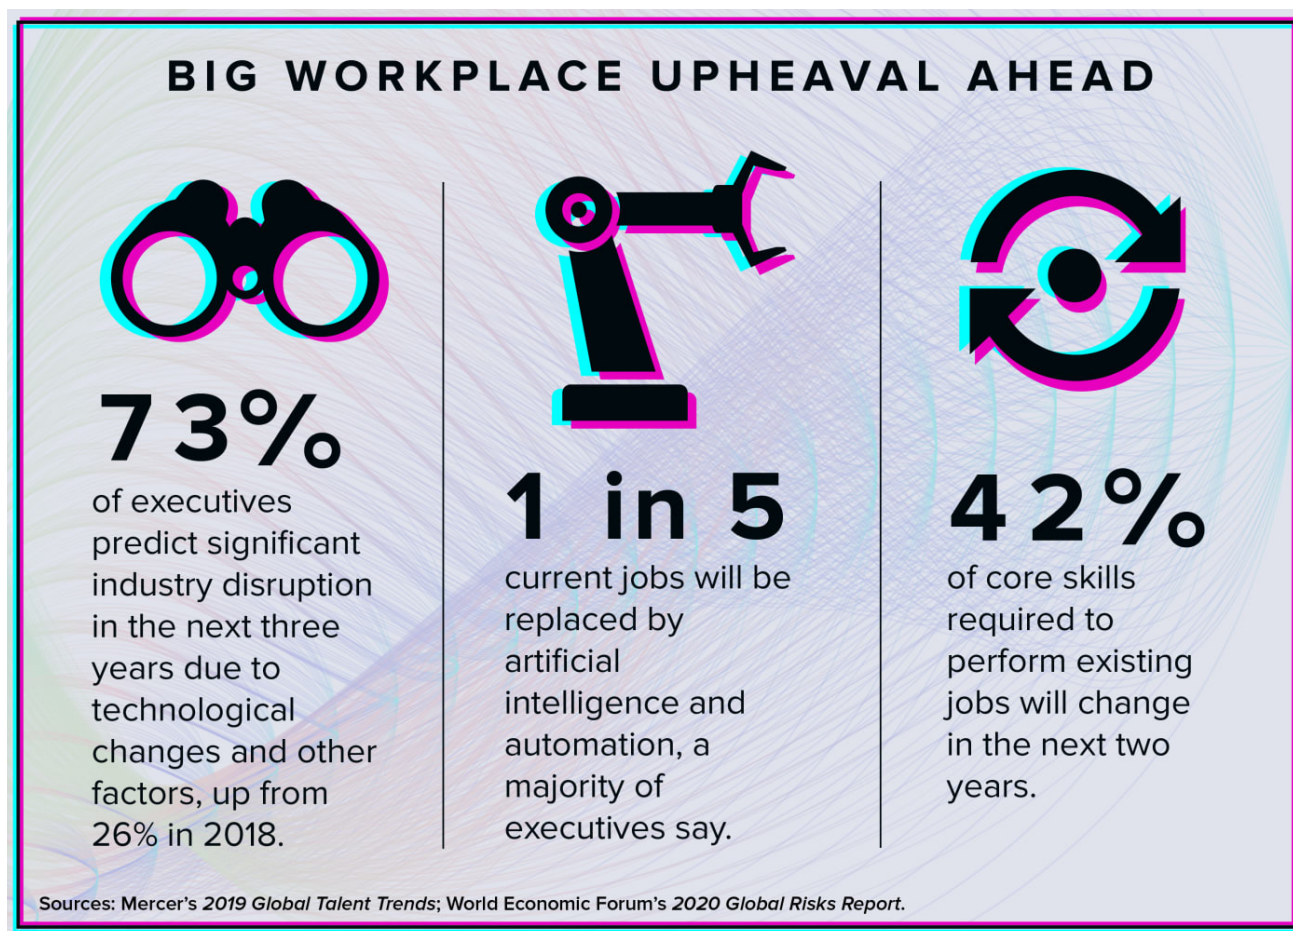 BIG WORKPLACE UPHEAVAL AHEAD
73%
of executives
predict significant
industry disruption
in the next three
years due to
technological
changes and other
factors, up from
26% in 2018.
1 in 5
current jobs will be
replaced by
artificial
intelligence and
automation, a
majority of
executives say.
42%
of core skills
required to
perform existing
jobs will change
in the next two
years.
Sources: Mercer’s 2019 Global Talent Trends; World Economic Forum’s 2020 Global Risks Report.